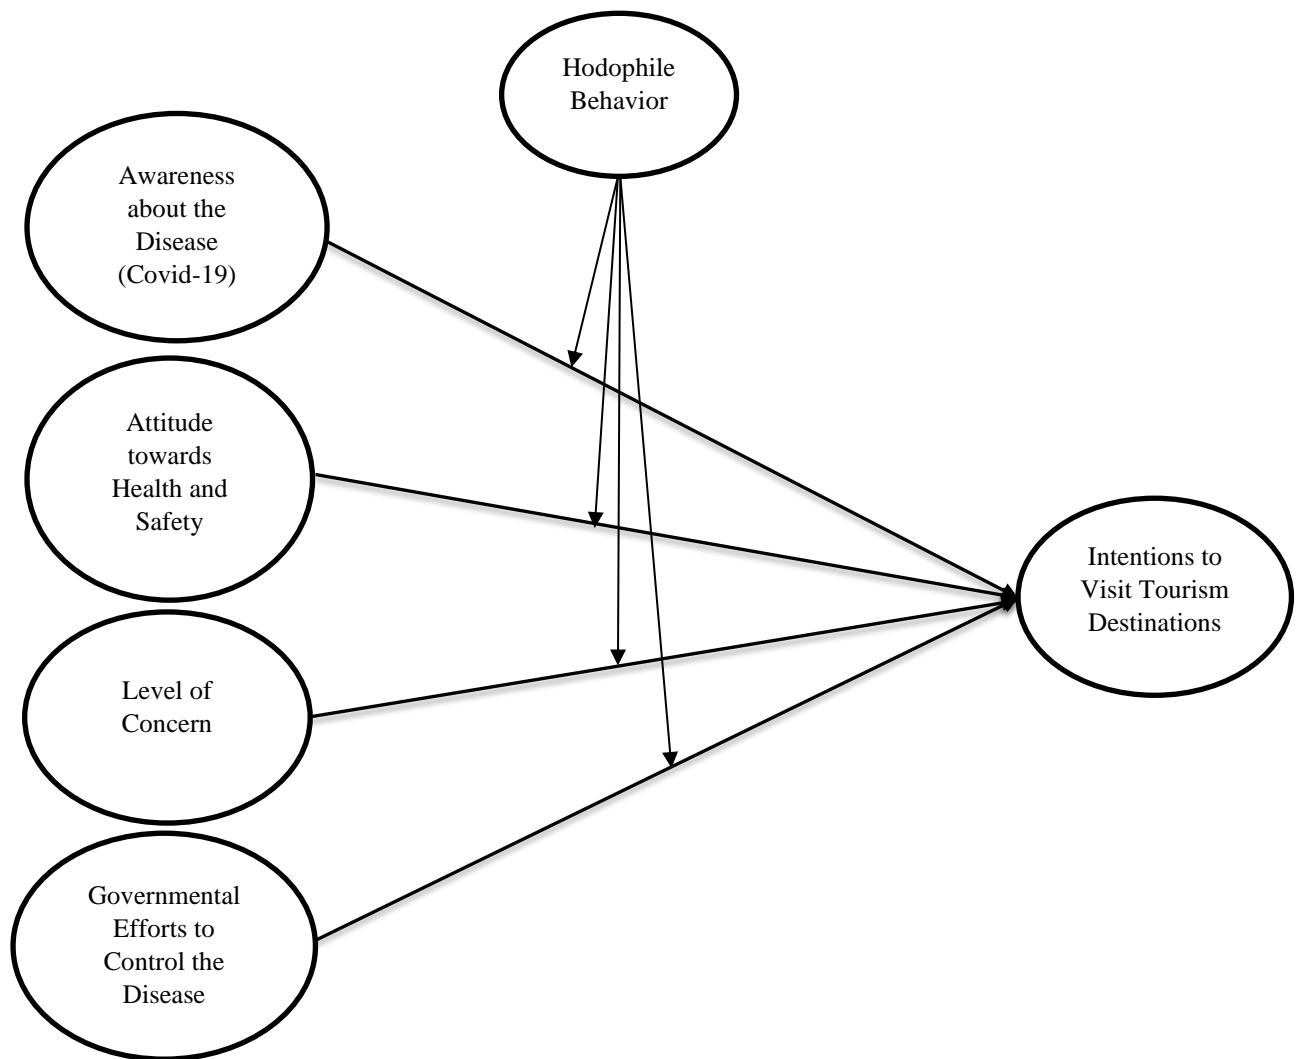 Hodophile
Behavior
Awareness
about the
Disease
(Covid-19)
Attitude
towards
Health and
Safety
Intentions to
Visit Tourism
Destinations
Level of
Concern
Governmental
Efforts to
Control the
Disease